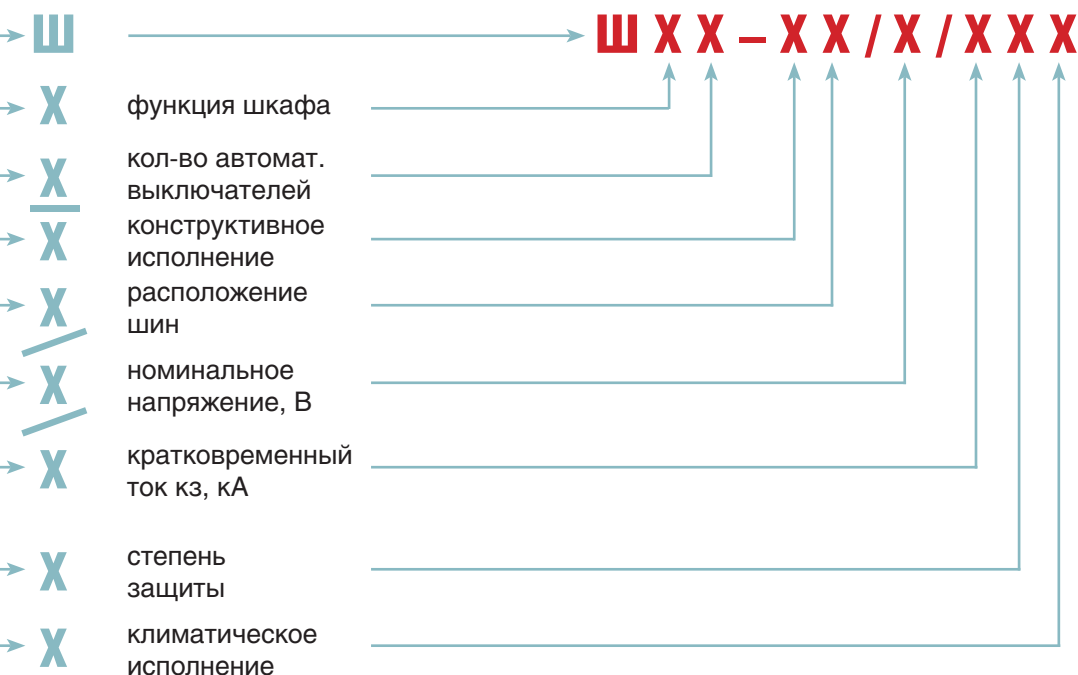 Ш Ш Х Х – Х Х / Х / Х Х Х
Х функция шкафа
Х кол-во автомат.
выключателей
Х конструктивное
исполнение
Х расположение
шин
Х номинальное
напряжение, В
Х кратковременный
ток кз, кА
Х степень
защиты
Х климатическое
исполнение